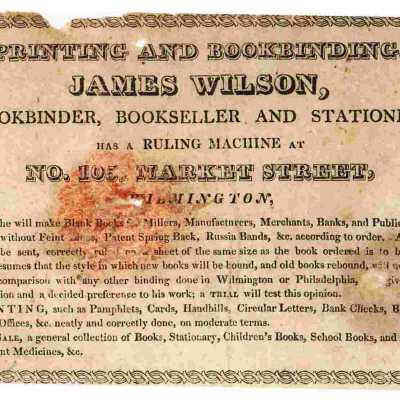 PRINTING AND BOOKBINDING.
JAMES WILSON,
OOKBINDER, BOOKSELLER AND STATIONE
HAS A RULING MACHINE AT
NO. 105, MARKET STREET,
ILMINGTON,
he will make Blank Books Millers, Manufacturers, Merchants, Banks, and Public
without Feint Patent Spring Back, Russia Bands, &c. according to order.
be sent, correctly sheet of the same size as the book ordered is to b
esumes that the style in which new books will be bound, and old books rebound, will
comparison with any other binding done in Wilmington or Philadelphia, give
ion and a decided preference to his work; a TRIAL will test this opinion.
NTING, such as Pamphlets, Cards, Handbills, Circular Letters, Bank Checks, B
Offices, &c. neatly and correctly done, on moderate terms.
SALE, a general collection of Books, Stationary, Children's Books, School Books, and
nt Medicines, &c.